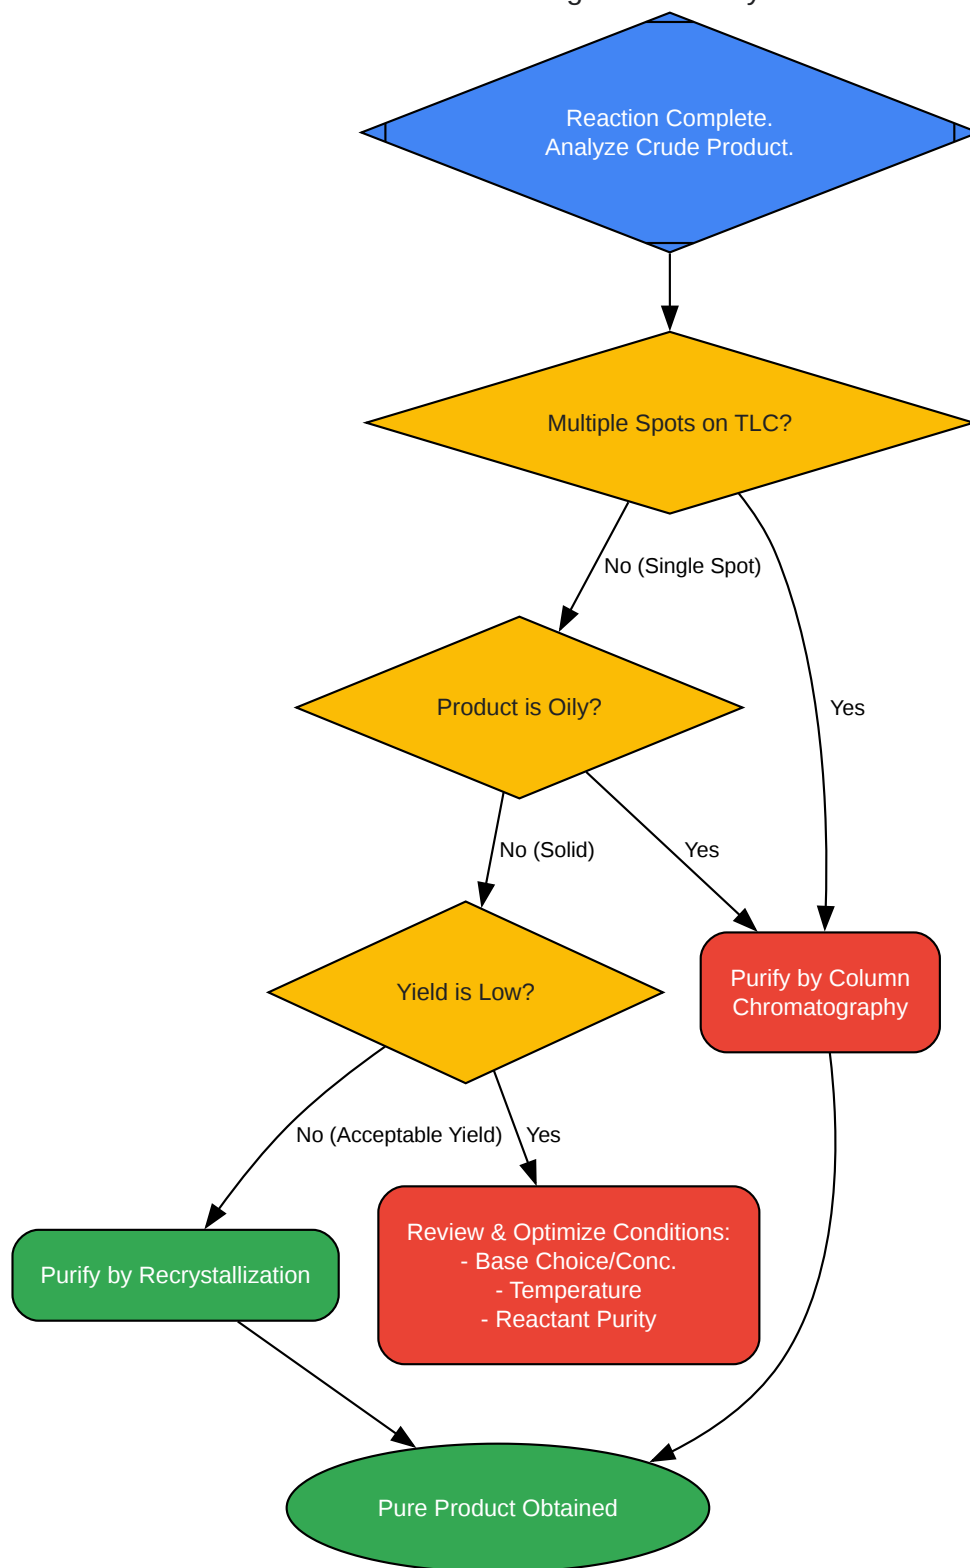 Reaction Complete.
Analyze Crude Product.
Multiple Spots on TLC?
No (Single Spot)
Product is Oily?
Yes
No (Solid)
Yes
Yield is Low?
Purify by Column
Chromatography
No (Acceptable Yield)
Yes
Review & Optimize Conditions:
- Base Choice/Conc.
- Temperature
- Reactant Purity
Purify by Recrystallization
Pure Product Obtained